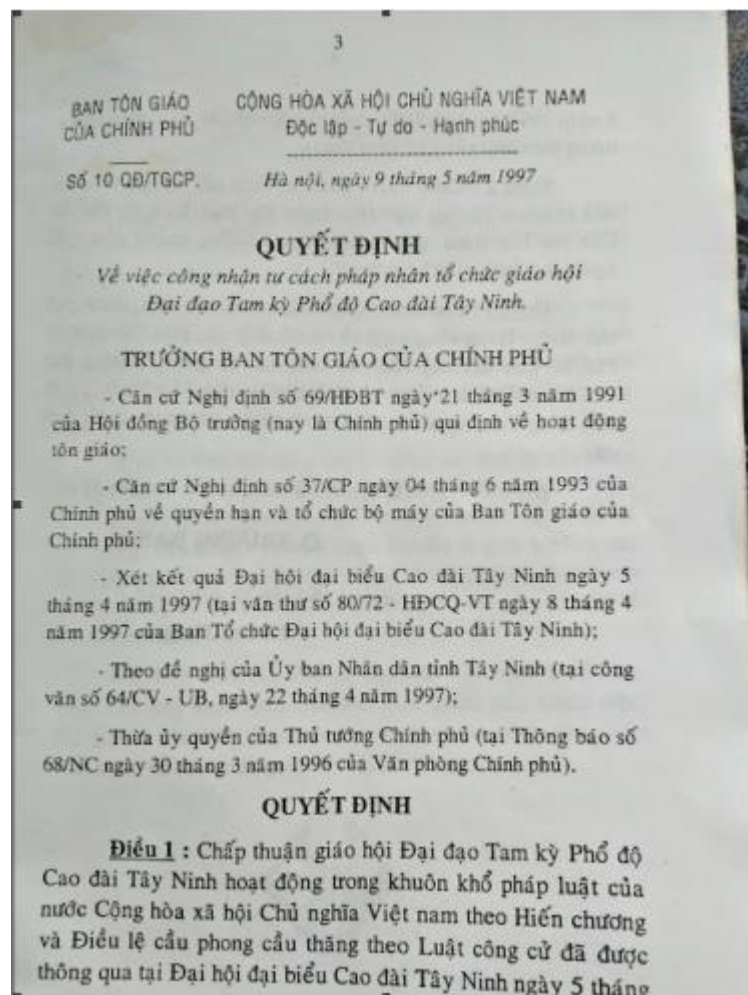 3
BAN TÔN GIÁO
CỦA CHÍNH PHỦ
Số 10 QĐ/TGCP.
CỘNG HÒA XÃ HỘI CHỦ NGHĨA VIỆT NAM
Độc lập - Tự do - Hạnh phúc
Hà nội, ngày 9 tháng 5 năm 1997
QUYẾT ĐỊNH
Về việc công nhận tư cách pháp nhân tổ chức giáo hội
Đại đạo Tam kỳ Phổ độ Cao đài Tây Ninh.
TRƯỞNG BAN TÔN GIÁO CỦA CHÍNH PHỦ
- Căn cứ Nghị định số 69/HĐBT ngày 21 tháng 3 năm 1991
của Hội đồng Bộ trưởng (nay là Chính phủ) qui định về hoạt động
tôn giáo;
- Căn cứ Nghị định số 37/CP ngày 04 tháng 6 năm 1993 của
Chính phủ về quyền hạn và tổ chức bộ máy của Ban Tôn giáo của
Chính phủ;
- Xét kết quả Đại hội đại biểu Cao đài Tây Ninh ngày 5
tháng 4 năm 1997 (tại văn thư số 80/72 - HĐCQ-VT ngày 8 tháng 4
năm 1997 của Ban Tổ chức Đại hội đại biểu Cao đài Tây Ninh);
- Theo đề nghị của Ủy ban Nhân dân tỉnh Tây Ninh (tại công
văn số 64/CV - UB, ngày 22 tháng 4 năm 1997);
- Thừa ủy quyền của Thủ tướng Chính phủ (tại Thông báo số
68/NC ngày 30 tháng 3 năm 1996 của Văn phòng Chính phủ).
QUYẾT ĐỊNH
Điều 1 : Chấp thuận giáo hội Đại đạo Tam kỳ Phổ độ
Cao đài Tây Ninh hoạt động trong khuôn khổ pháp luật của
nước Cộng hòa xã hội Chủ nghĩa Việt nam theo Hiến chương
và Điều lệ cầu phong cầu thăng theo Luật công cử đã được
thông qua tại Đại hội đại biểu Cao đài Tây Ninh ngày 5 tháng